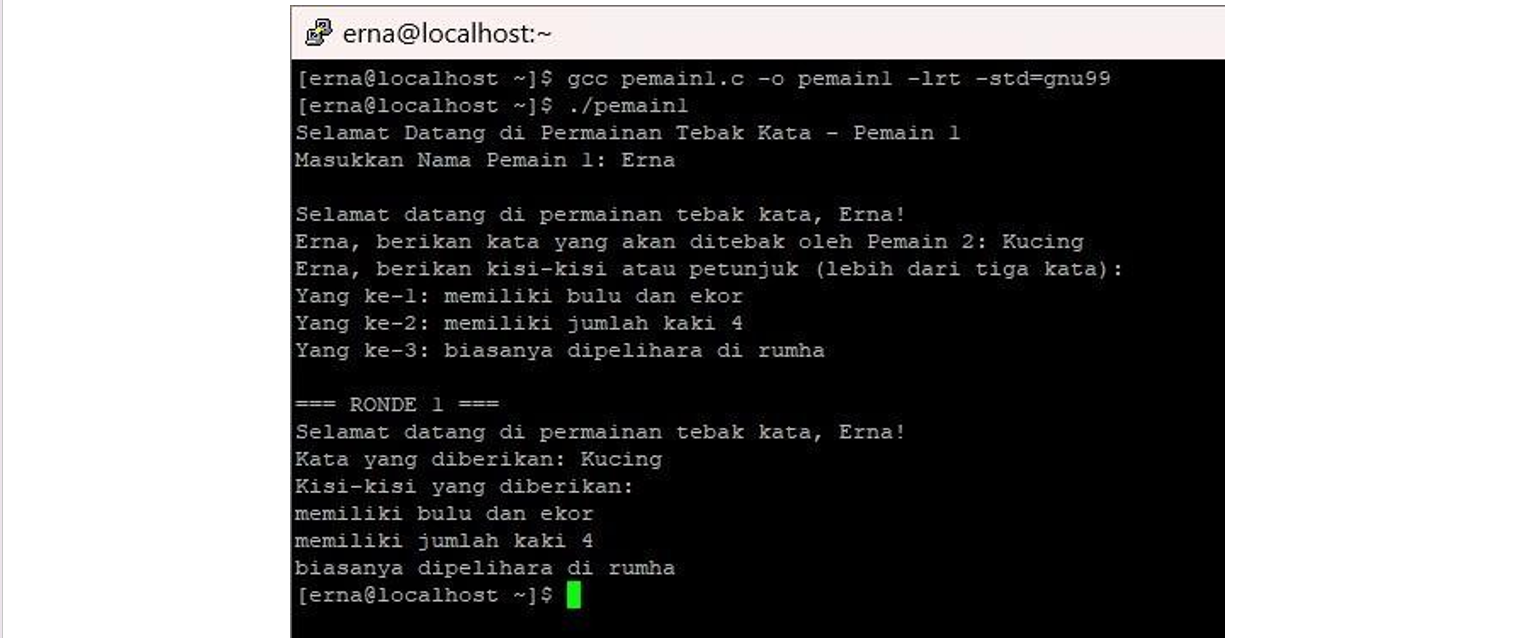 erna@localhost:~
[erna@localhost ~]$ gcc pemain1.c -o pemain1 -lrt -std=gnu99
[erna@localhost ~]$ ./pemain1
Selamat Datang di Permainan Tebak Kata - Pemain 1
Masukkan Nama Pemain 1: Erna
Selamat datang di permainan tebak kata, Erna!
Erna, berikan kata yang akan ditebak oleh Pemain 2: Kucing
Erna, berikan kisi-kisi atau petunjuk (lebih dari tiga kata):
Yang ke-1: memiliki bulu dan ekor
Yang ke-2: memiliki jumlah kaki 4
Yang ke-3: biasanya dipelihara di rumha
=== RONDE 1 ===
Selamat datang di permainan tebak kata, Erna!
Kata yang diberikan: Kucing
Kisi-kisi yang diberikan:
memiliki bulu dan ekor
memiliki jumlah kaki 4
biasanya dipelihara di rumha
[erna@localhost ~]$